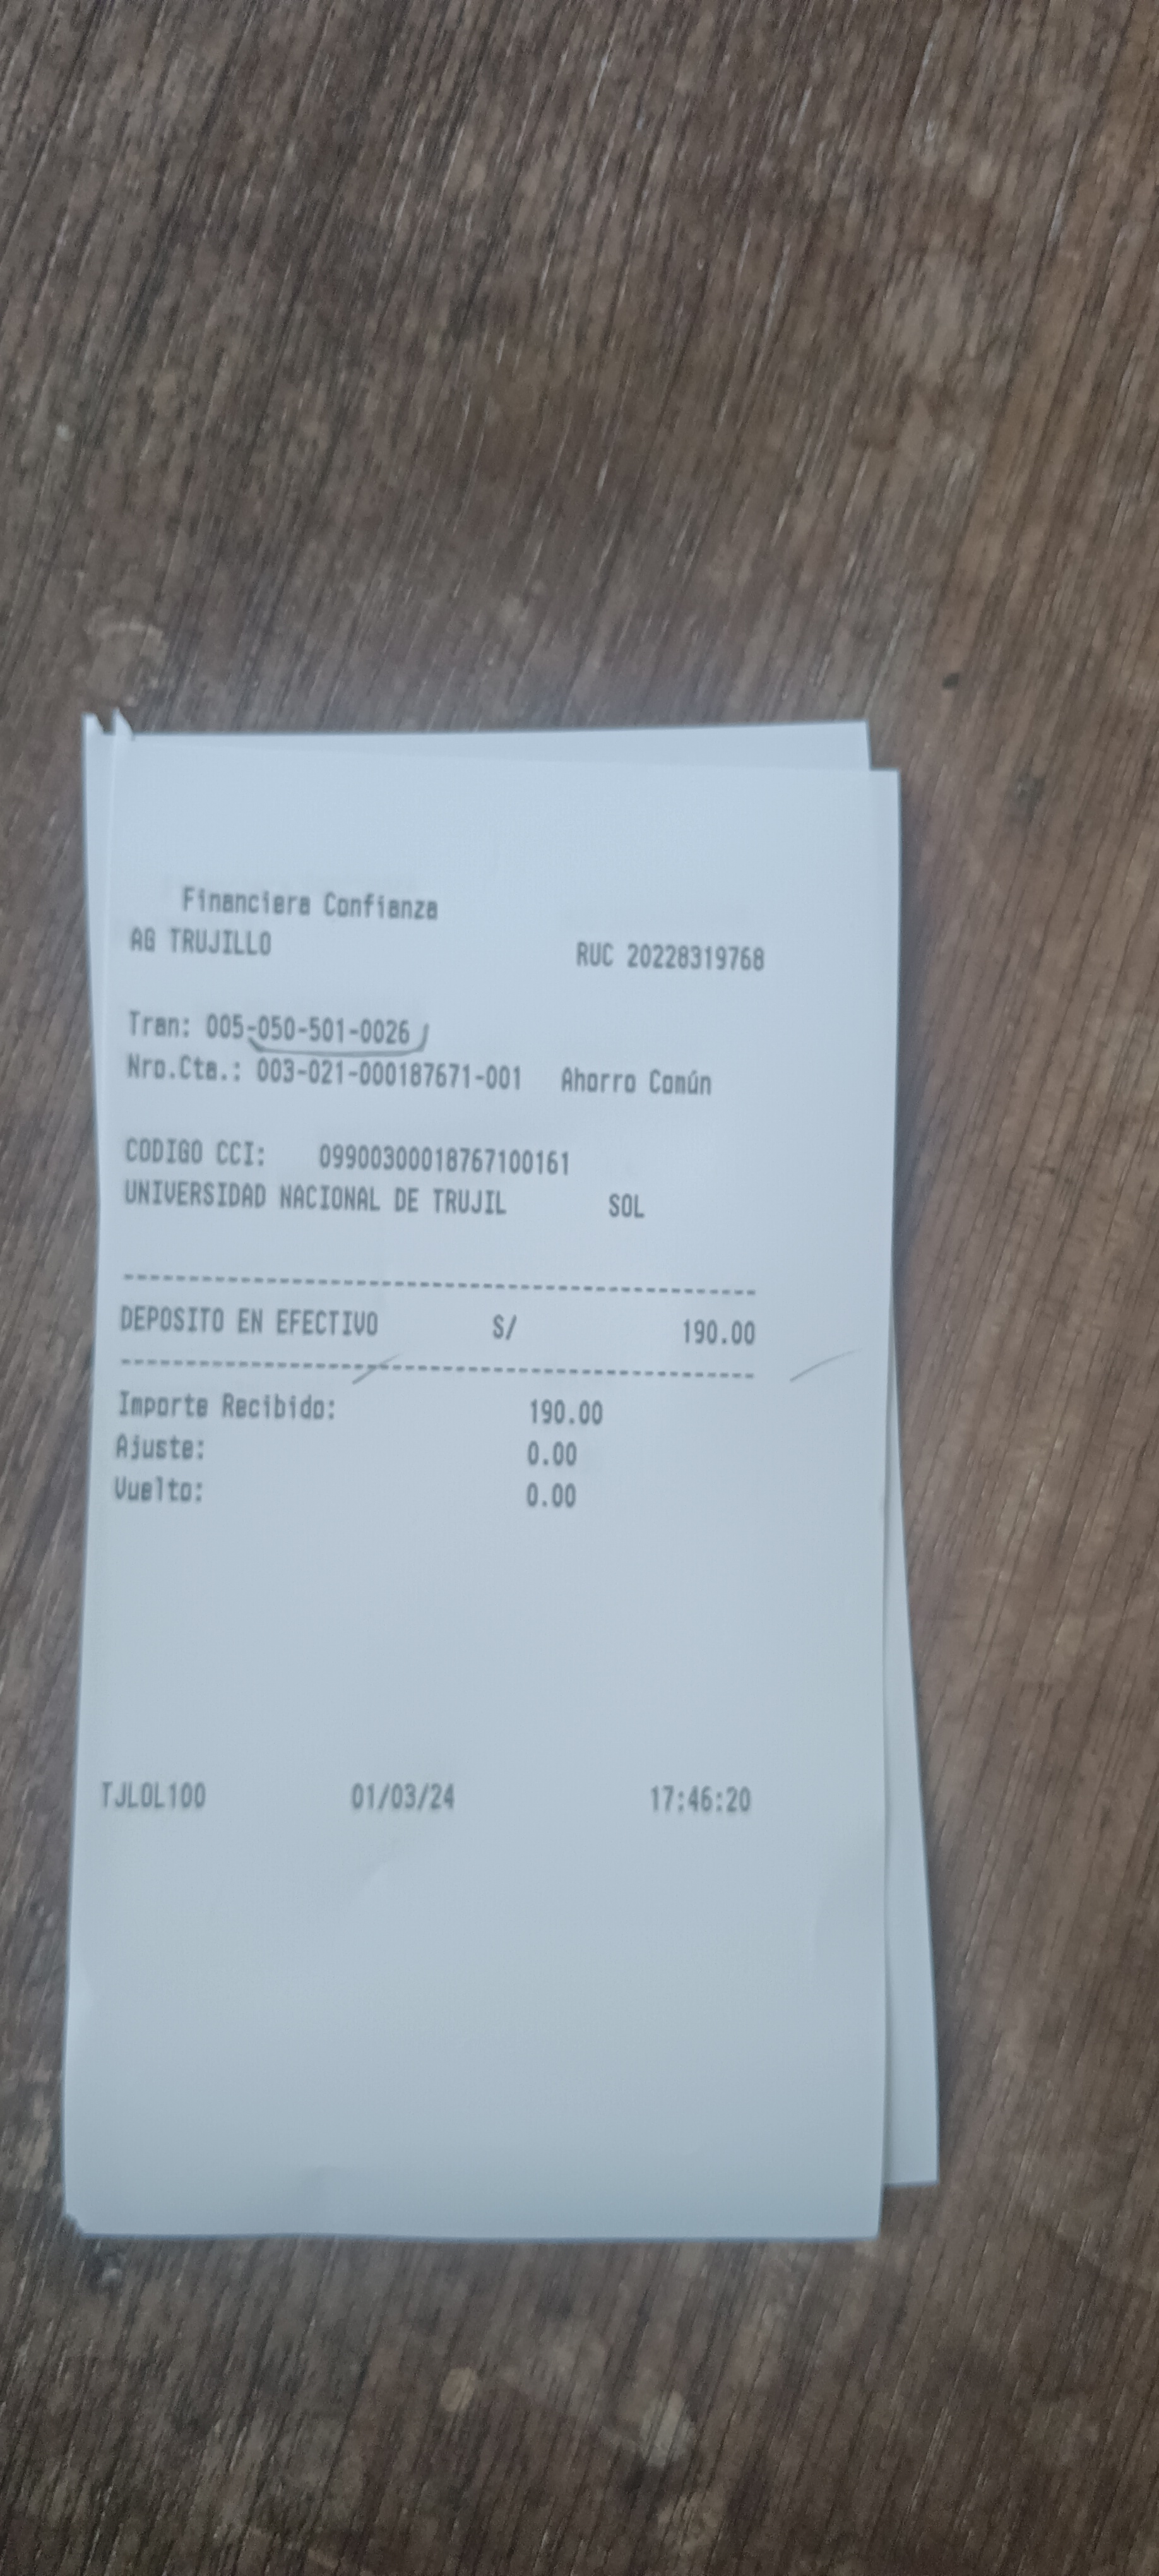 Financiera Confianza
AG TRUJILLO RUC 20228319768
Tran: 005-050-501-0026
Nro.Cta.: 003-021-000187671-001 Ahorro Común
CODIGO CCI: 09900300018767100161
UNIVERSIDAD NACIONAL DE TRUJIL SOL
DEPOSITO EN EFECTIVO S/ 190.00
Importe Recibido: 190.00
Ajuste: 0.00
Vuelto: 0.00
TJLOL100 01/03/24 17:46:20